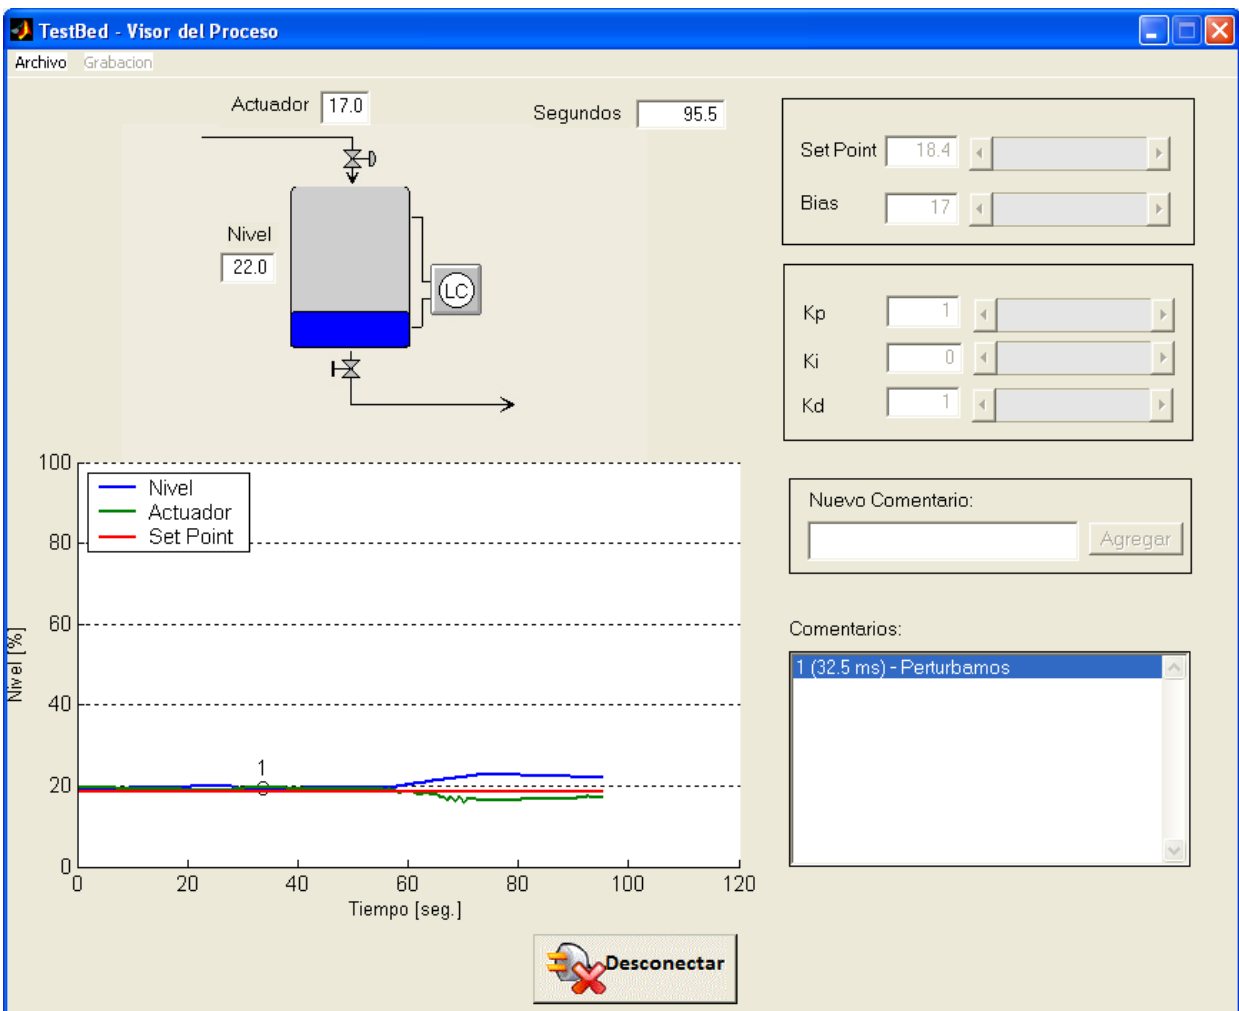 TestBed - Visor del Proceso
Archivo Grabacion
Actuador 17.0
Segundos 95.5
Nivel
22.0
LC
Set Point 18.4
Bias 17
Kp 1
Ki 0
Kd 1
100
80
60
40
20
0
Nivel [%]
Nivel
Actuador
Set Point
1
0 20 40 60 80 100 120
Tiempo [seg.]
Nuevo Comentario:
Agregar
Comentarios:
1 (32.5 ms) - Perturbamos
Desconectar